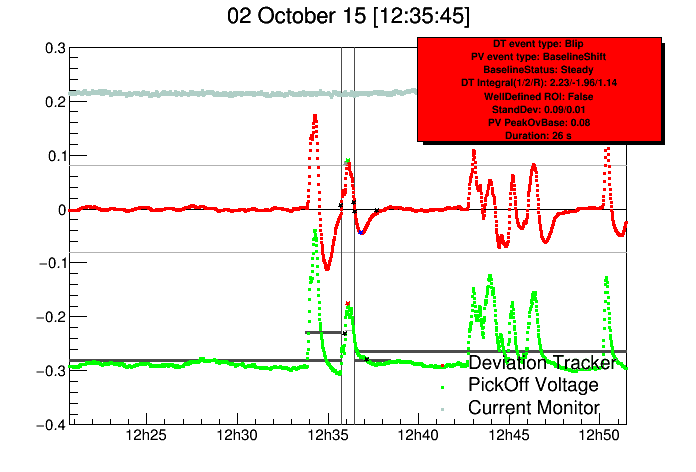 02 October 15 [12:35:45]
DT event type: Blip
PV event type: BaselineShift
BaselineStatus: Steady
DT Integral(1/2/R): 2.23/-1.96/1.14
WellDefined ROI: False
StandDev: 0.09/0.01
PV PeakOvBase: 0.08
Duration: 26 s
0.3
0.2
0.1
0
−0.1
−0.2
−0.3
−0.4
Deviation Tracker
PickOff Voltage
Current Monitor
12h25 12h30 12h35 12h40 12h45 12h50